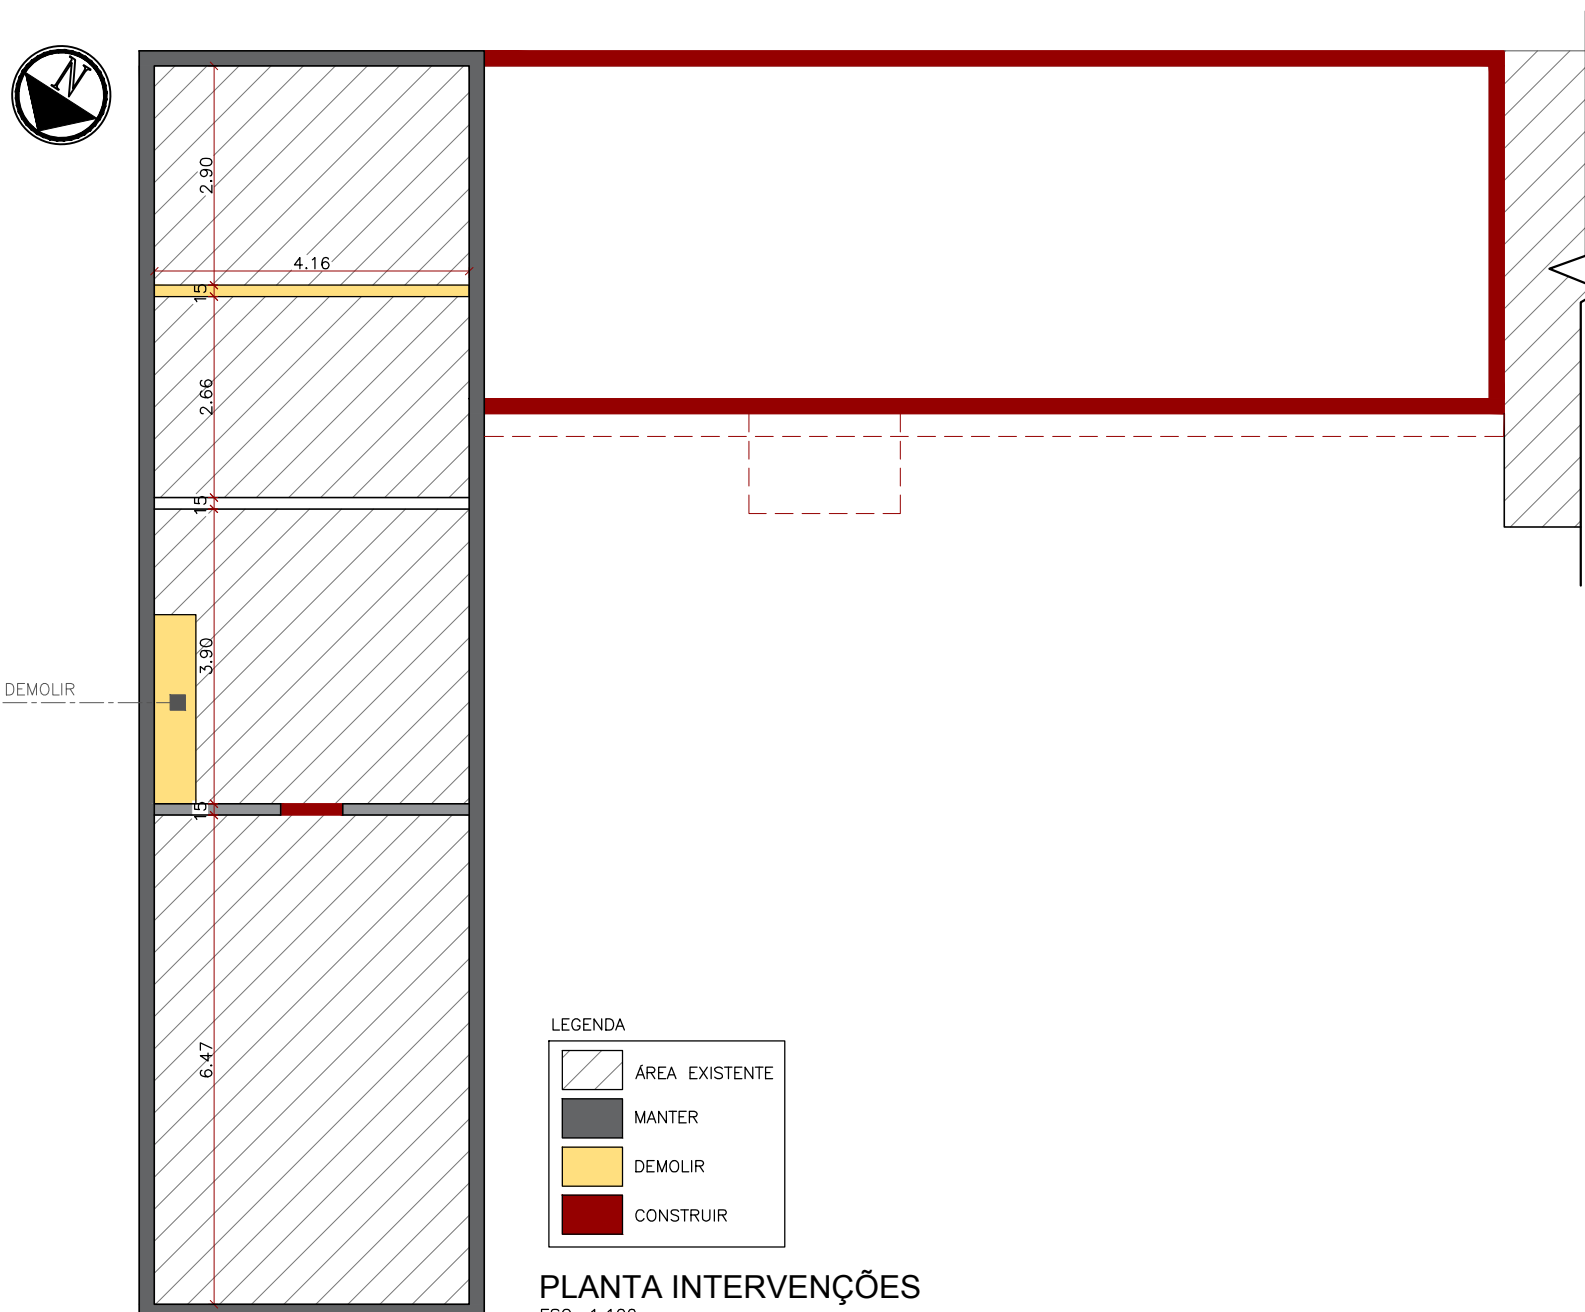 N
2.90
4.16
15
2.66
15
3.90
DEMOLIR
15
6.47
LEGENDA
ÁREA EXISTENTE
MANTER
DEMOLIR
CONSTRUIR
PLANTA INTERVENÇÕES